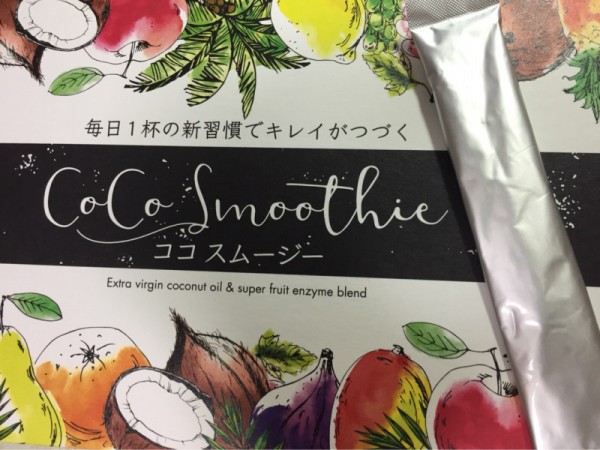 毎日1杯の新習慣でキレイがつづく
CoCo Smoothie
ココ スムージー
Extra virgin coconut oil & super fruit enzyme blend